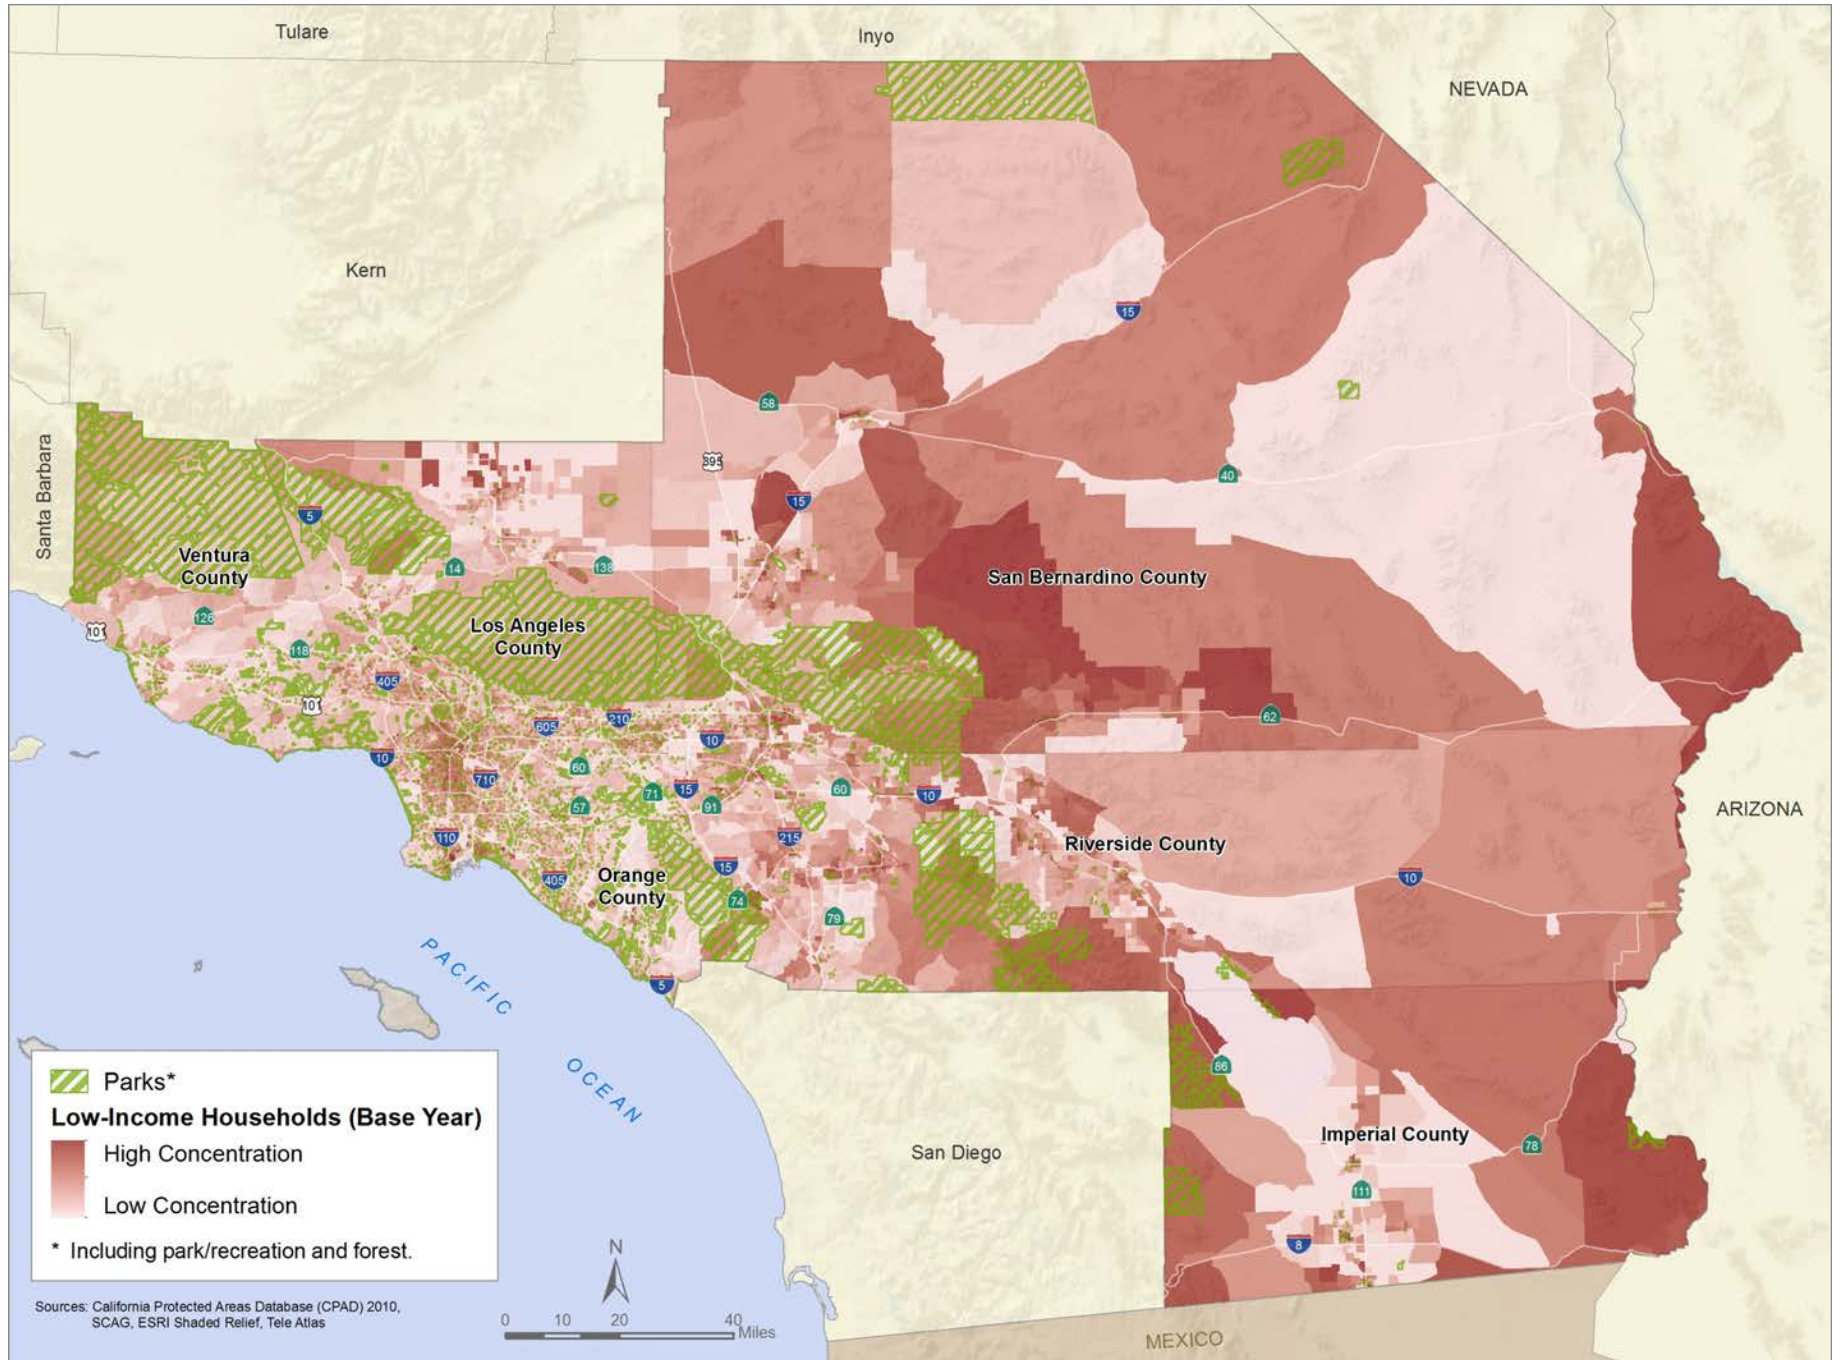 Tulare
Inyo
NEVADA
Kern
15
58
395
40
15
Santa Barbara
5
Ventura
County
14
138
San Bernardino County
126
101
118
Los Angeles
County
405
101
605
210
10
62
10
60
710
57
71
15
91
60
10
ARIZONA
110
215
Riverside County
15
405
Orange
County
74
10
79
PACIFIC
OCEAN
5
86
Imperial County
78
San Diego
111
8
MEXICO
Parks*
Low-Income Households (Base Year)
High Concentration
Low Concentration
* Including park/recreation and forest.
Sources: California Protected Areas Database (CPAD) 2010,
SCAG, ESRI Shaded Relief, Tele Atlas
N
0 10 20 40
Miles